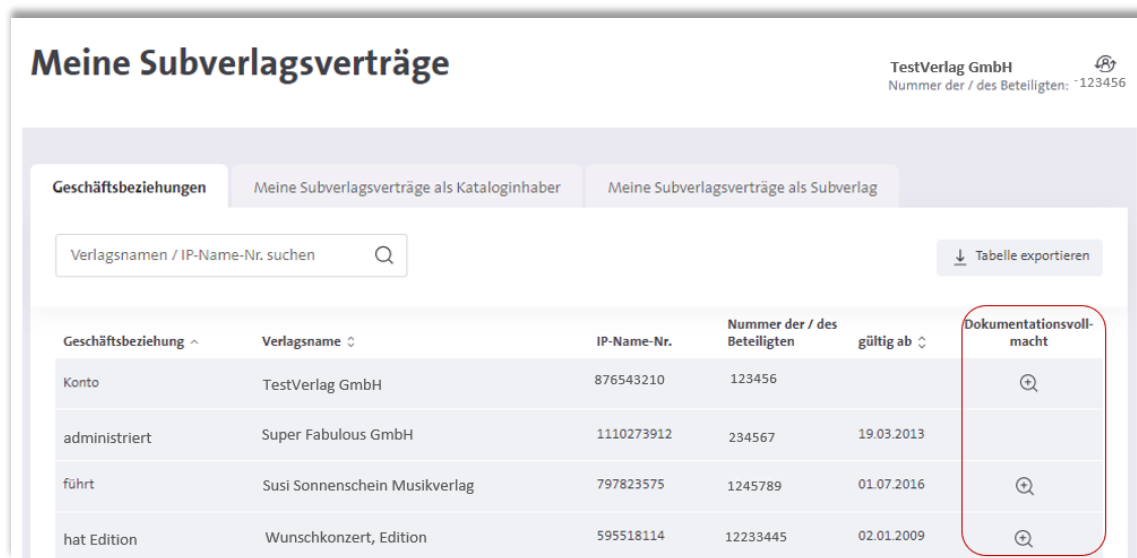 Meine Subverlagsverträge
TestVerlag GmbH
Nummer der / des Beteiligten: -123456
Geschäftsbeziehungen Meine Subverlagsverträge als Kataloginhaber Meine Subverlagsverträge als Subverlag
Verlagsnamen / IP-Name-Nr. suchen Tabelle exportieren
Geschäftsbeziehung Verlagsname IP-Name-Nr. Nummer der / des Beteiligten gültig ab Dokumentationsvoll-
macht
Konto TestVerlag GmbH 876543210 123456
administriert Super Fabulous GmbH 1110273912 234567 19.03.2013
führt Susi Sonnenschein Musikverlag 797823575 1245789 01.07.2016
hat Edition Wunschkonzert, Edition 595518114 12233445 02.01.2009